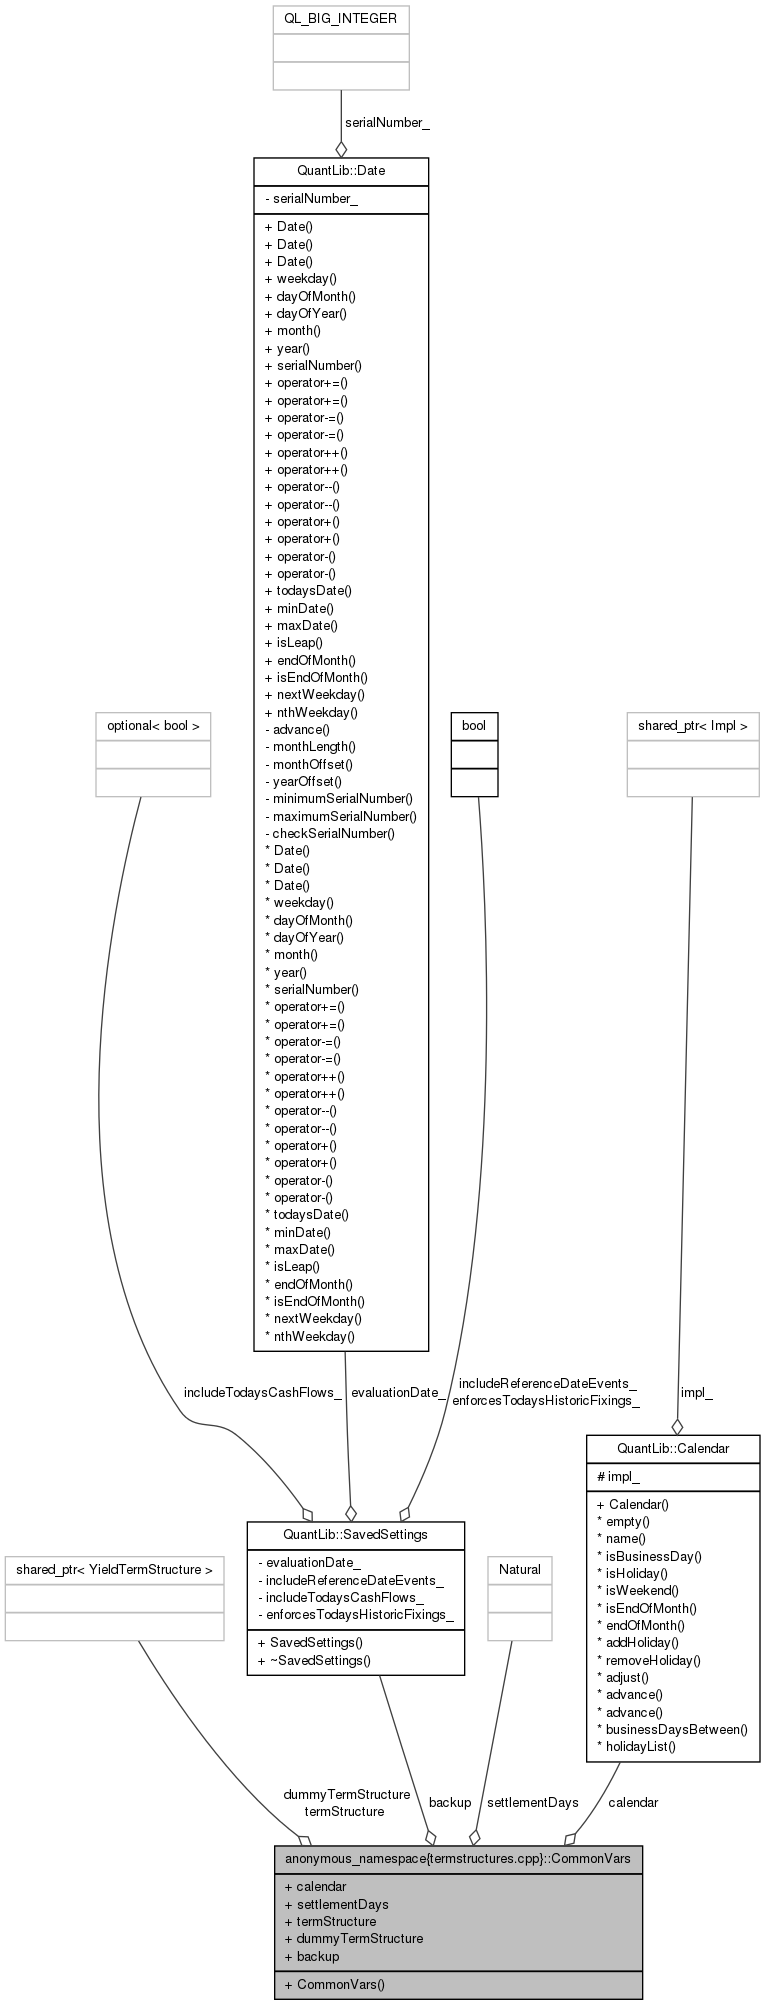 QL_BIG_INTEGER
serialNumber_
QuantLib::Date
- serialNumber_
+ Date()
+ Date()
+ Date()
+ weekday()
+ dayOfMonth()
+ dayOfYear()
+ month()
+ year()
+ serialNumber()
+ operator+=()
+ operator+=()
+ operator-=()
+ operator-=()
+ operator++()
+ operator++()
+ operator--()
+ operator--()
+ operator+()
+ operator+()
+ operator-()
+ operator-()
+ todaysDate()
+ minDate()
+ maxDate()
+ isLeap()
+ endOfMonth()
+ isEndOfMonth()
+ nextWeekday()
+ nthWeekday()
- advance()
- monthLength()
- monthOffset()
- yearOffset()
- minimumSerialNumber()
- maximumSerialNumber()
- checkSerialNumber()
* Date()
* Date()
* Date()
* weekday()
* dayOfMonth()
* dayOfYear()
* month()
* year()
* serialNumber()
* operator+=()
* operator+=()
* operator-=()
* operator-=()
* operator++()
* operator++()
* operator--()
* operator--()
* operator+()
* operator+()
* operator-()
* operator-()
* todaysDate()
* minDate()
* maxDate()
* isLeap()
* endOfMonth()
* isEndOfMonth()
* nextWeekday()
* nthWeekday()
optional< bool >
bool
shared_ptr< Impl >
includeTodaysCashFlows_
evaluationDate_
includeReferenceDateEvents_
enforcesTodaysHistoricFixings_
impl_
QuantLib::Calendar
# impl_
+ Calendar()
* empty()
* name()
* isBusinessDay()
* isHoliday()
* isWeekend()
* isEndOfMonth()
* endOfMonth()
* addHoliday()
* removeHoliday()
* adjust()
* advance()
* advance()
* businessDaysBetween()
* holidayList()
QuantLib::SavedSettings
- evaluationDate_
- includeReferenceDateEvents_
- includeTodaysCashFlows_
- enforcesTodaysHistoricFixings_
+ SavedSettings()
+ ~SavedSettings()
shared_ptr< YieldTermStructure >
Natural
dummyTermStructure
termStructure
backup
settlementDays
calendar
anonymous_namespace{termstructures.cpp}::CommonVars
+ calendar
+ settlementDays
+ termStructure
+ dummyTermStructure
+ backup
+ CommonVars()